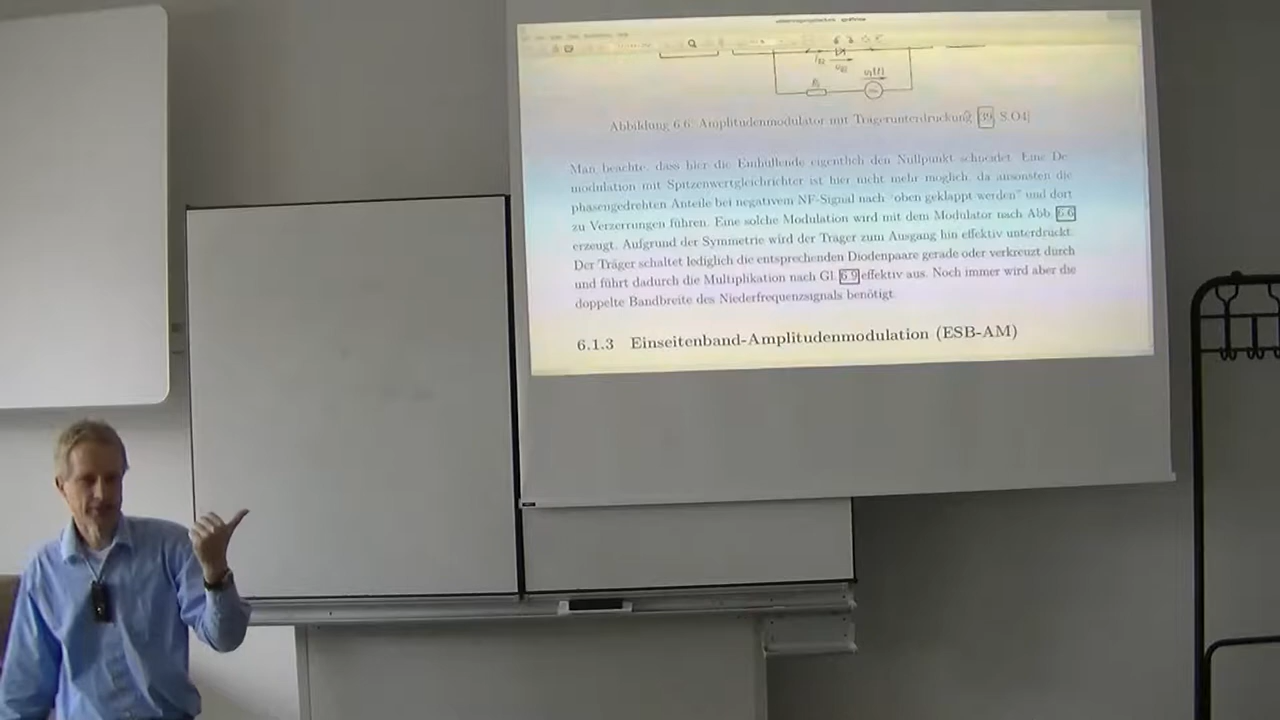 Abbildung 6.6: Amplitudenmodulator mit Trägerunterdrückung [39, S.O4]
Man beachte, dass hier die Einhüllende eigentlich den Nullpunkt schneidet. Eine De-
modulation mit Spitzenwertgleichrichter ist hier nicht mehr möglich, da ansonsten die
phasengedrehten Anteile bei negativem NF-Signal nach "oben geklappt werden" und dort
zu Verzerrungen führen. Eine solche Modulation wird mit dem Modulator nach Abb. 6.6
erzeugt. Aufgrund der Symmetrie wird der Träger zum Ausgang hin effektiv unterdrückt.
Der Träger schaltet lediglich die entsprechenden Diodenpaare gerade oder verkreuzt durch
und führt dadurch die Multiplikation nach Gl. 6.9 effektiv aus. Noch immer wird aber die
doppelte Bandbreite des Niederfrequenzsignals benötigt.
6.1.3 Einseitenband-Amplitudenmodulation (ESB-AM)